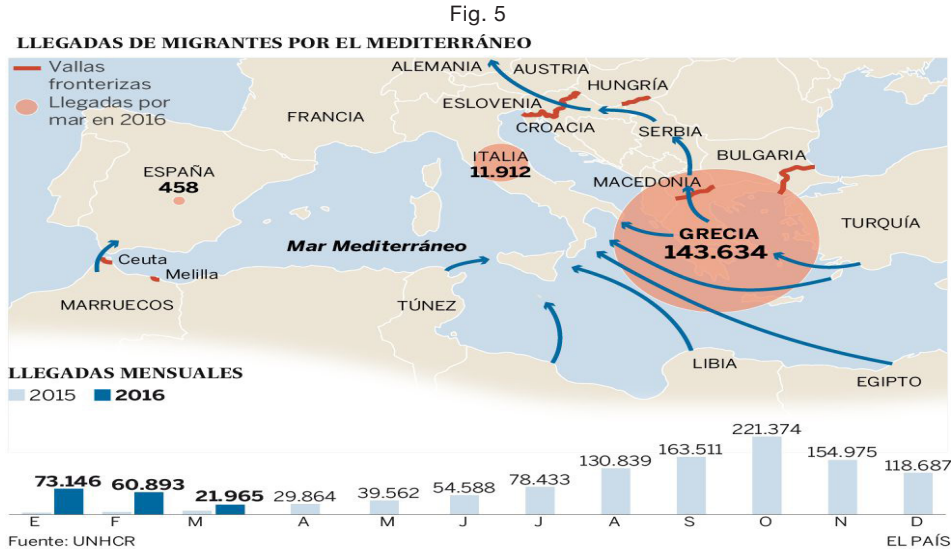 Fig. 5
LLEGADAS DE MIGRANTES POR EL MEDITERRÁNEO
Vallas
fronterizas
Llegadas por
mar en 2016
ALEMANIA
AUSTRIA
HUNGRÍA
ESLOVENIA
CROACIA
FRANCIA
SERBIA
ITALIA
11.912
BULGARIA
ESPAÑA
458
MACEDONIA
TURQUÍA
GRECIA
143.634
Mar Mediterráneo
Ceuta
Melilla
MARRUECOS
TÚNEZ
LIBIA
EGIPTO
LLEGADAS MENSUALES
2015 2016
73.146 60.893 21.965 29.864 39.562 54.588 78.433 130.839 163.511 221.374 154.975 118.687
E F M A M J J A S O N D
Fuente: UNHCR EL PAÍS